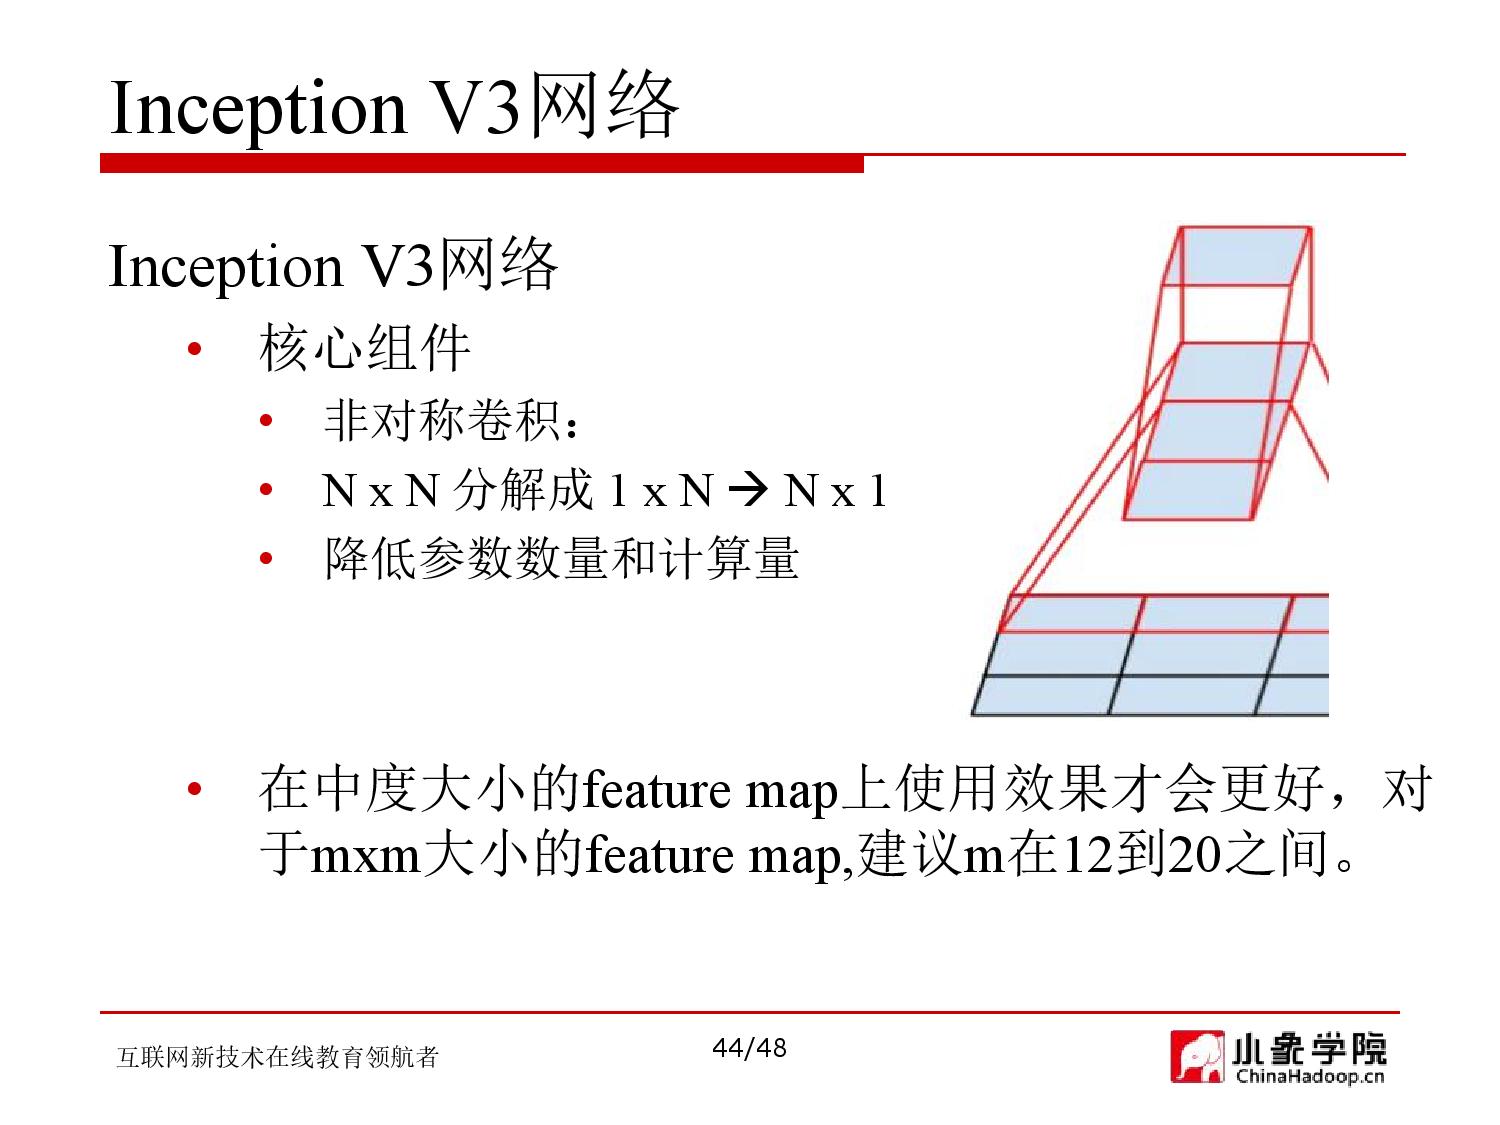 Inception V3网络
Inception V3网络
• 核心组件
• 非对称卷积：
• N x N 分解成 1 x N → N x 1
• 降低参数数量和计算量
• 在中度大小的feature map上使用效果才会更好，对
于mxm大小的feature map,建议m在12到20之间。
互联网新技术在线教育领航者
44/48
小象学院
ChinaHadoop.cn